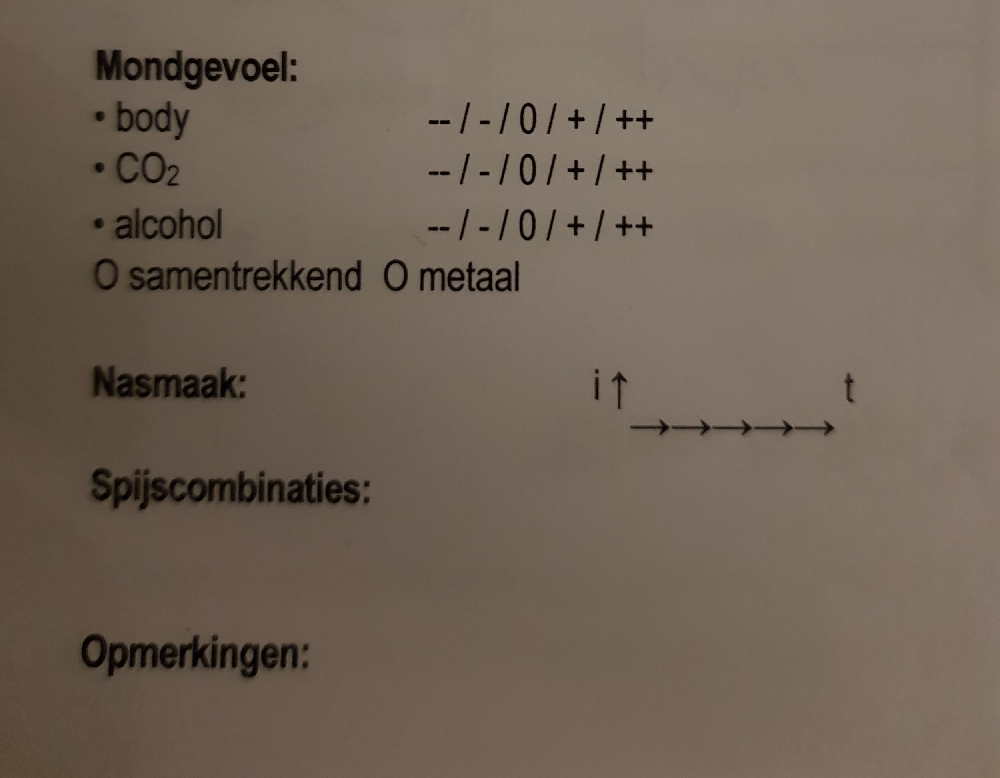 Mondgevoel:
• body -- / - / 0 / + / ++
• CO₂ -- / - / 0 / + / ++
• alcohol -- / - / 0 / + / ++
O samentrekkend O metaal
Nasmaak: i ↑ t
→→→→→
Spijscombinaties:
Opmerkingen: